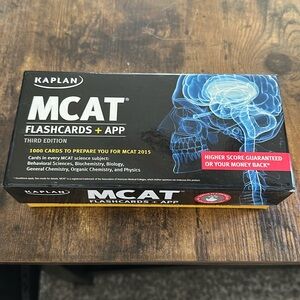 KAPLAN
MCAT®
FLASHCARDS + APP
THIRD EDITION
1000 CARDS TO PREPARE YOU FOR MCAT 2015
Cards in every MCAT science subject:
Behavioral Sciences, Biochemistry, Biology,
General Chemistry, Organic Chemistry, and Physics
HIGHER SCORE GUARANTEED
OR YOUR MONEY BACK*
KAPLAN
MCAT®
FLASHCARDS + APP